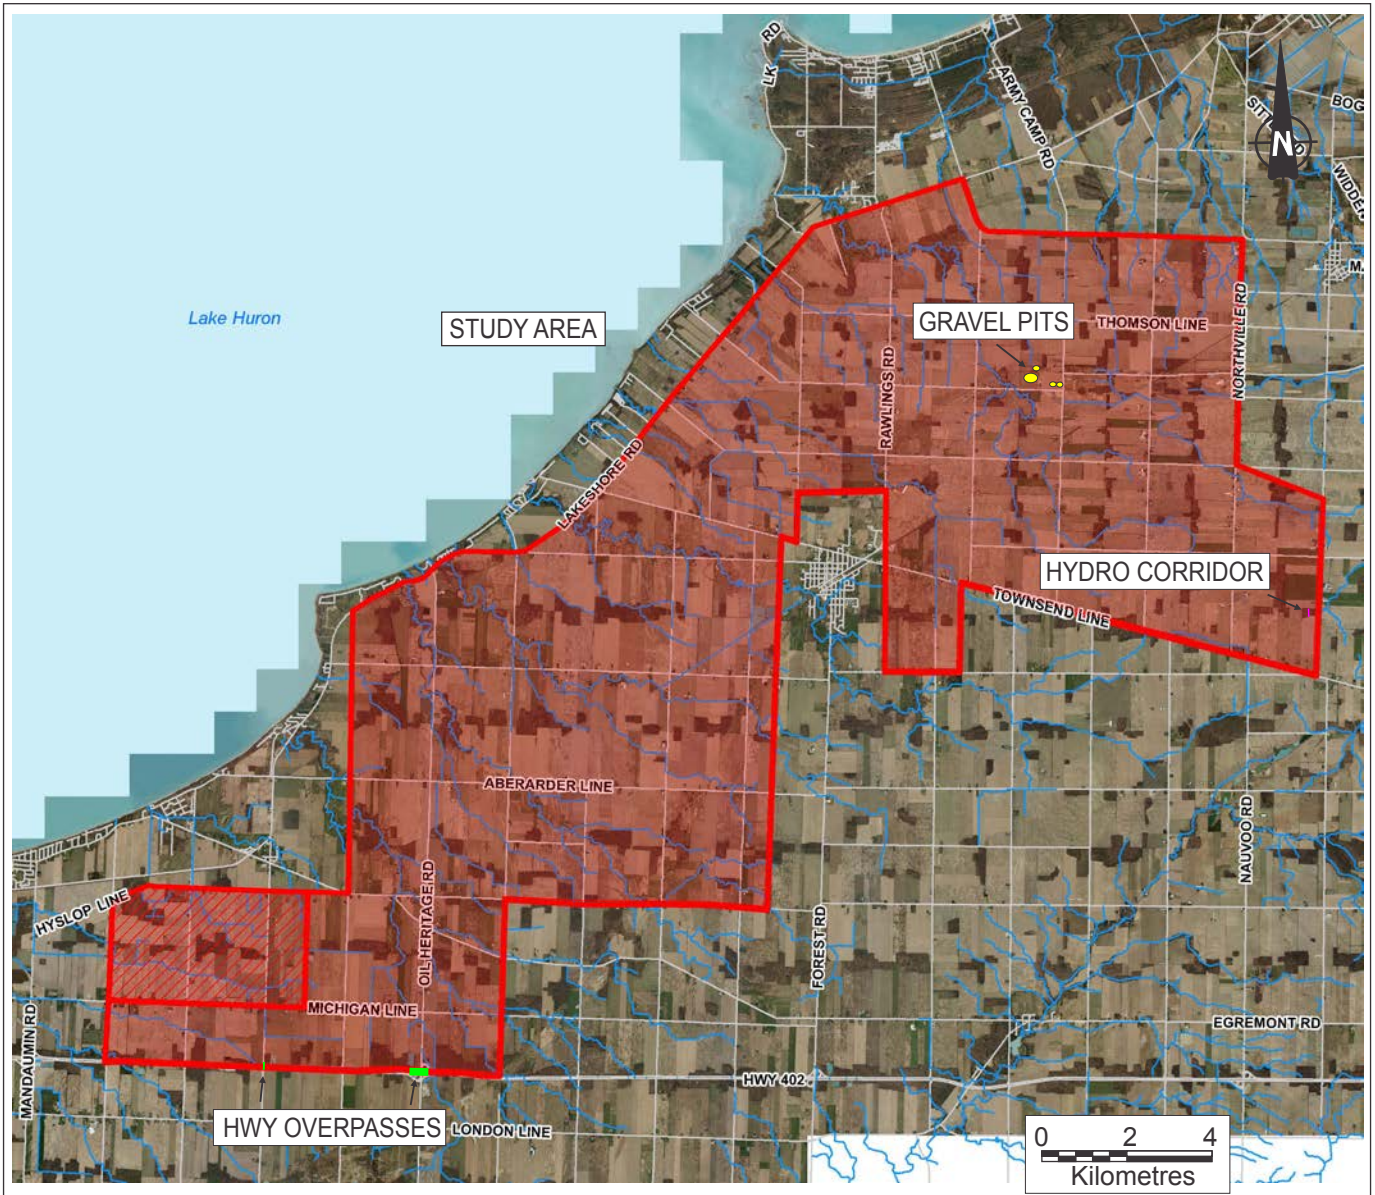 LK RD
ARMY CAMP RD
BOG
N
M.
Lake Huron
STUDY AREA
GRAVEL PITS
THOMSON LINE
NORTHVILLE RD
RAWLINGS RD
LAKESHORE RD
HYDRO CORRIDOR
TOWNSEND LINE
ABERARDER LINE
NAUVOO RD
OIL HERITAGE RD
HYSLOP LINE
FOREST RD
MICHIGAN LINE
MANDAUMIN RD
EGREMONT RD
HWY 402
HWY OVERPASSES
LONDON LINE
0 2 4
Kilometres